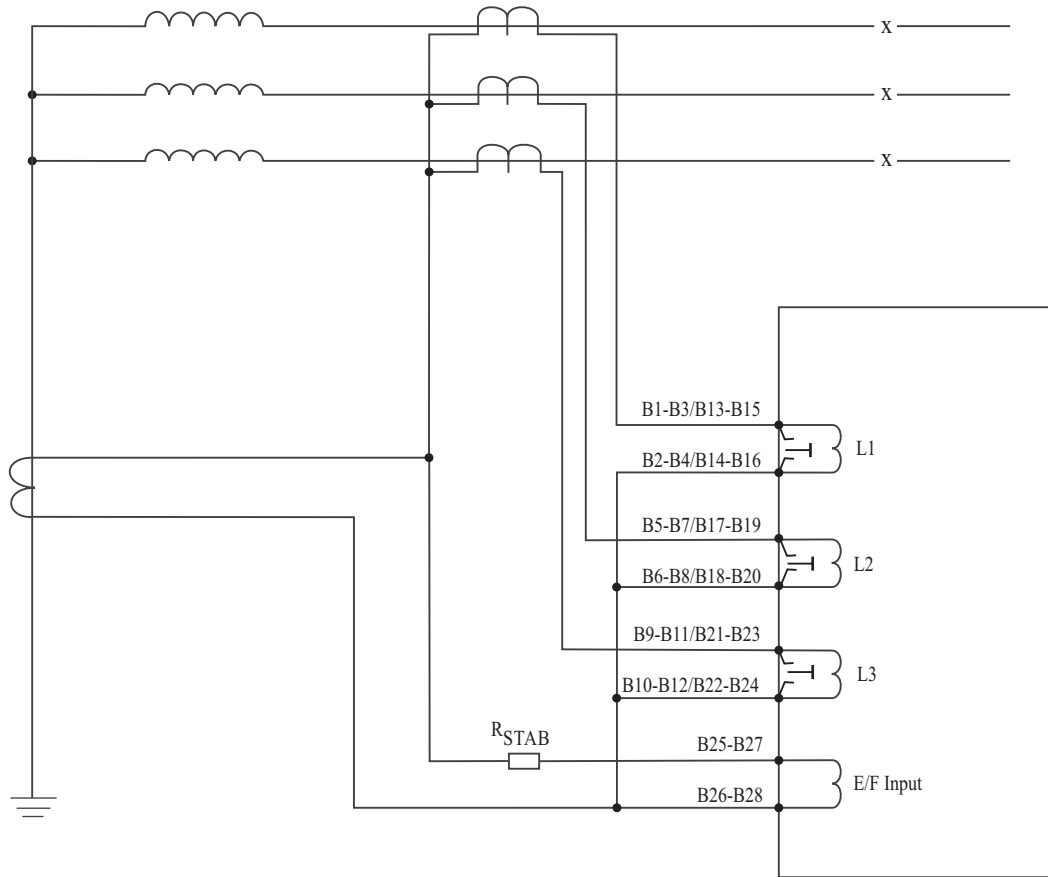 x
x
x
B1-B3/B13-B15
L1
B2-B4/B14-B16
B5-B7/B17-B19
L2
B6-B8/B18-B20
B9-B11/B21-B23
L3
B10-B12/B22-B24
RSTAB
B25-B27
E/F Input
B26-B28